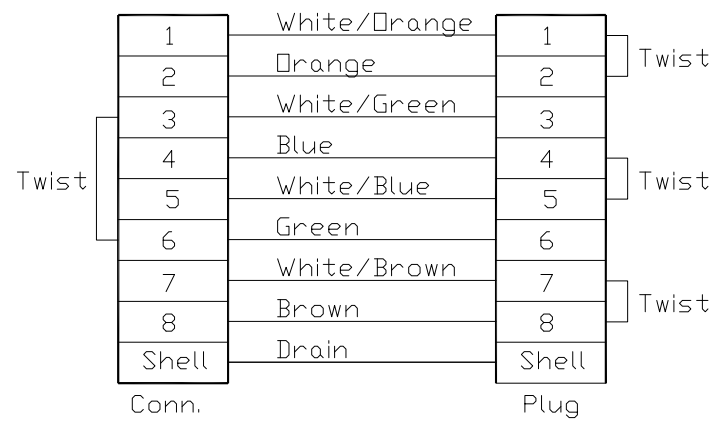 1 White/Orange 1
Twist
2 Orange 2
3 White/Green 3
4 Blue 4
Twist Twist
5 White/Blue 5
6 Green 6
7 White/Brown 7
Twist
8 Brown 8
Shell Drain Shell
Conn. Plug